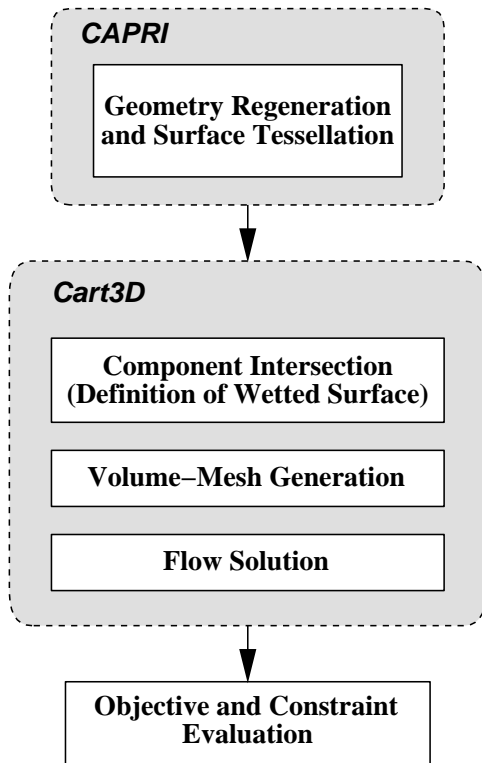 CAPRI
Geometry Regeneration
and Surface Tessellation
Cart3D
Component Intersection
(Definition of Wetted Surface)
Volume−Mesh Generation
Flow Solution
Objective and Constraint
Evaluation